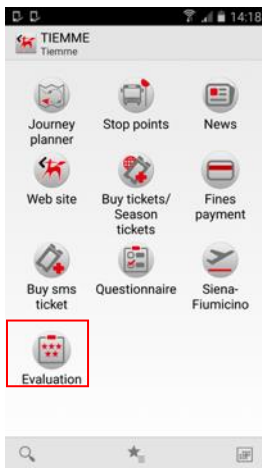 14:18
TIEMME
Tiemme
Journey
planner
Stop points
News
Web site
Buy tickets/
Season
tickets
Fines
payment
Buy sms
ticket
Questionnaire
Siena-
Fiumicino
Evaluation